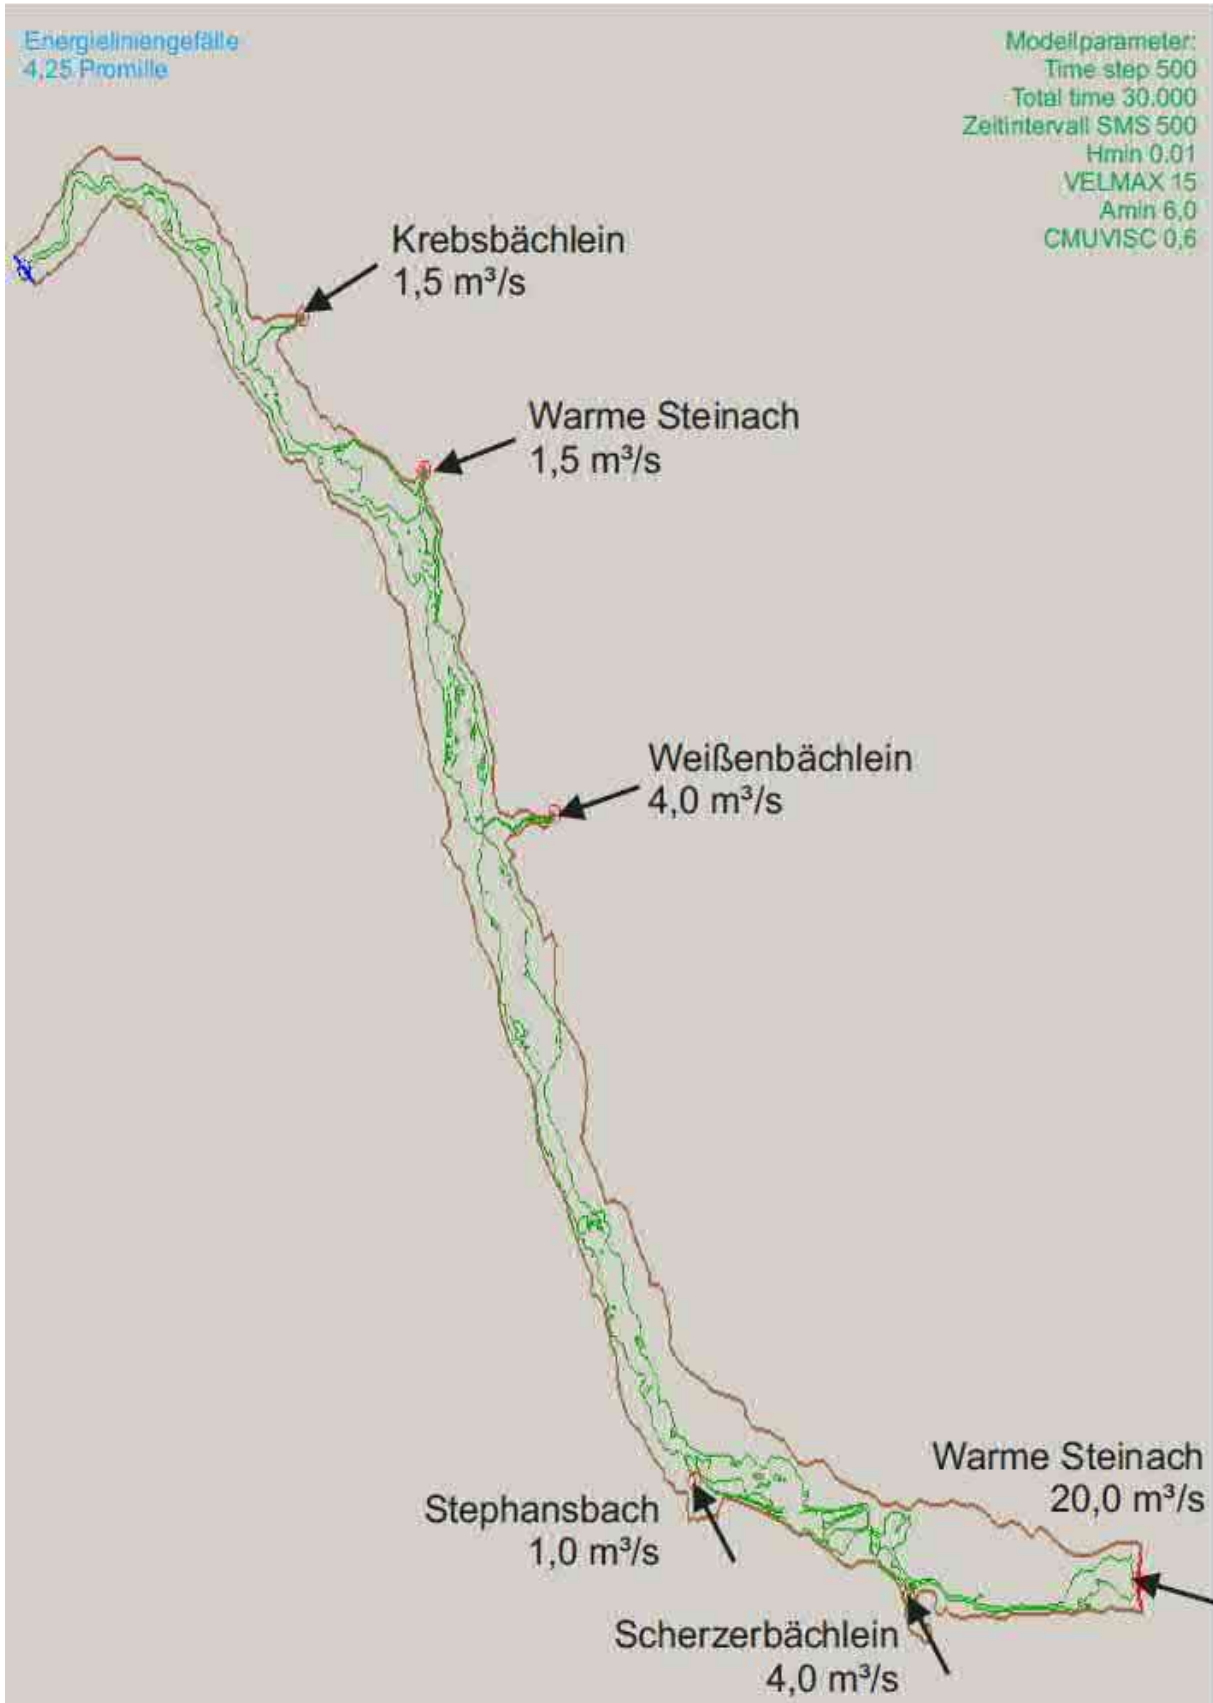 Energieliniengefälle
4,25 Promille
Modellparameter:
Time step 500
Total time 30.000
Zeitintervall SMS 500
Hmin 0.01
VELMAX 15
Amin 6,0
CMUVISC 0,6
Krebsbächlein
1,5 m³/s
Warme Steinach
1,5 m³/s
Weißenbächlein
4,0 m³/s
Warme Steinach
20,0 m³/s
Stephansbach
1,0 m³/s
Scherzerbächlein
4,0 m³/s